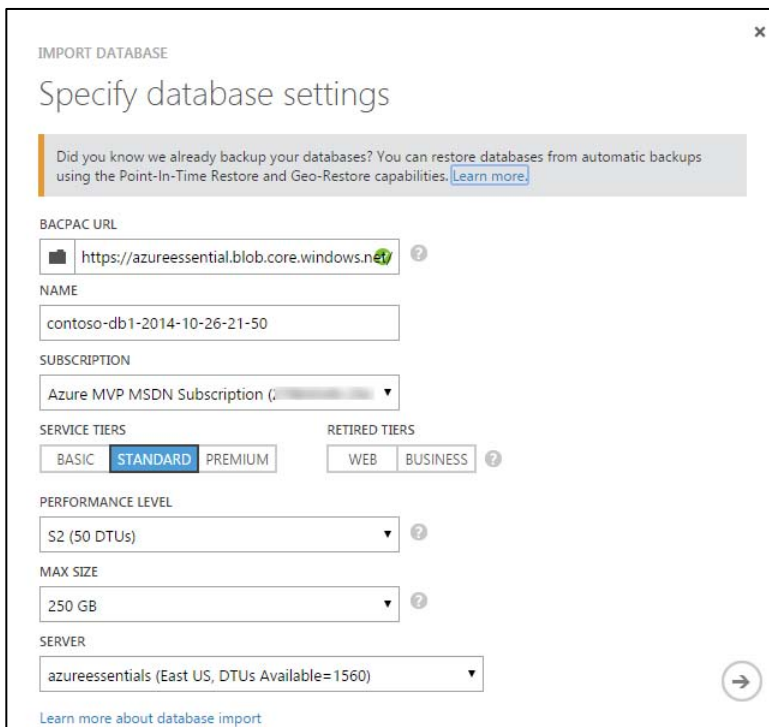 IMPORT DATABASE
Specify database settings
Did you know we already backup your databases? You can restore databases from automatic backups
using the Point-In-Time Restore and Geo-Restore capabilities. Learn more.
BACPAC URL
https://azureessential.blob.core.windows.net/
NAME
contoso-db1-2014-10-26-21-50
SUBSCRIPTION
Azure MVP MSDN Subscription (
SERVICE TIERS RETIRED TIERS
BASIC STANDARD PREMIUM WEB BUSINESS
PERFORMANCE LEVEL
S2 (50 DTUs)
MAX SIZE
250 GB
SERVER
azureessentials (East US, DTUs Available=1560)
Learn more about database import